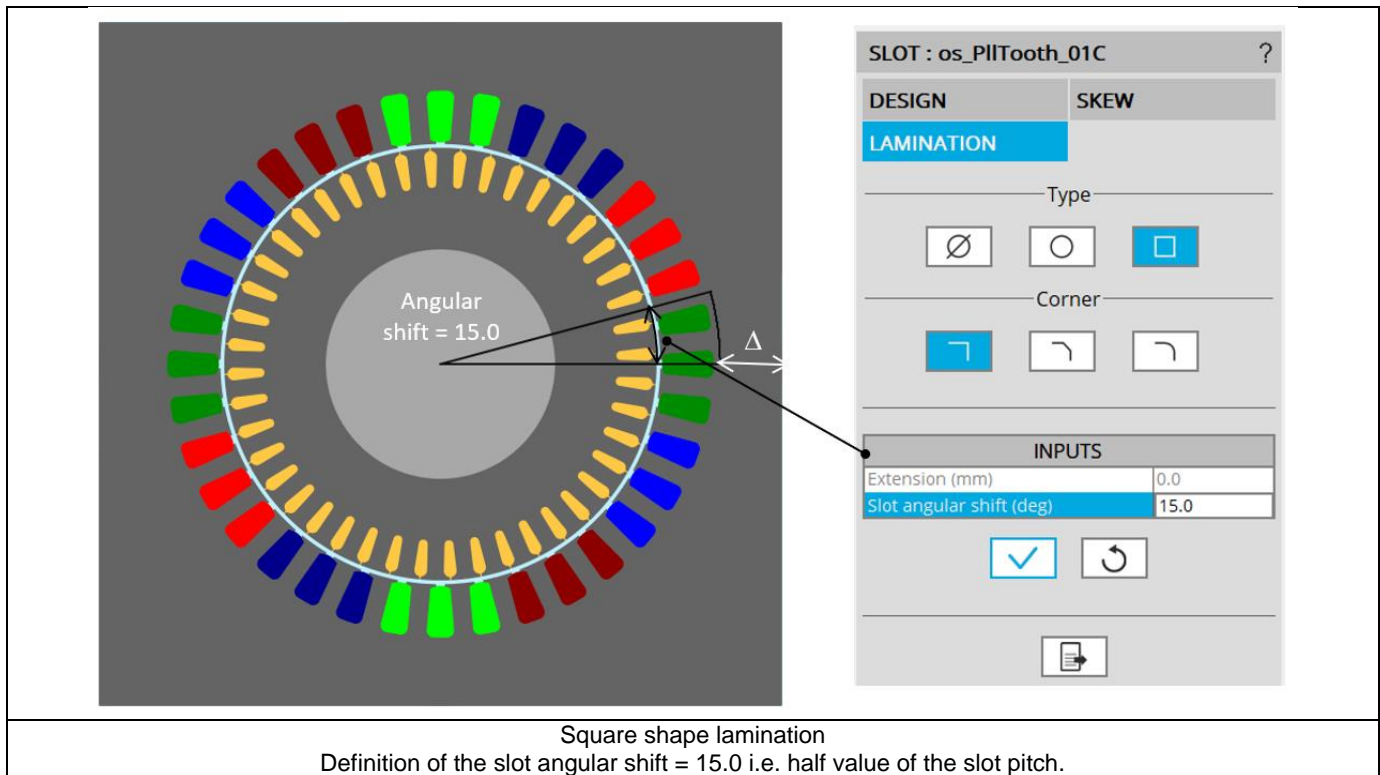 SLOT : os_PllTooth_01C ?
DESIGN SKEW
LAMINATION
Type
Corner
Angular
shift = 15.0
Δ
INPUTS
Extension (mm) 0.0
Slot angular shift (deg) 15.0
Square shape lamination
Definition of the slot angular shift = 15.0 i.e. half value of the slot pitch.